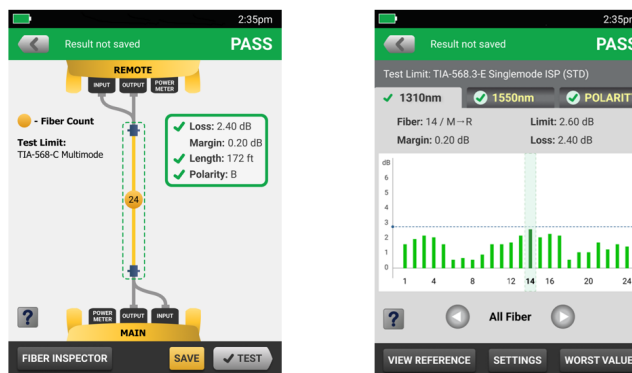 2:35pm
Result not saved
PASS
REMOTE
INPUT
OUTPUT
POWER METER
- Fiber Count
Test Limit:
TIA-568-C Multimode
Loss: 2.40 dB
Margin: 0.20 dB
Length: 172 ft
Polarity: B
24
?
POWER METER
OUTPUT
INPUT
MAIN
FIBER INSPECTOR
SAVE
TEST
2:35pm
Result not saved
PASS
Test Limit: TIA-568.3-E Singlemode ISP (STD)
1310nm
1550nm
POLARIT
Fiber: 14 / M→R
Limit: 2.60 dB
Margin: 0.20 dB
Loss: 2.40 dB
dB
6
5
4
3
2
1
0
1 4 8 12 14 16 20 24
?
All Fiber
VIEW REFERENCE
SETTINGS
WORST VALUE